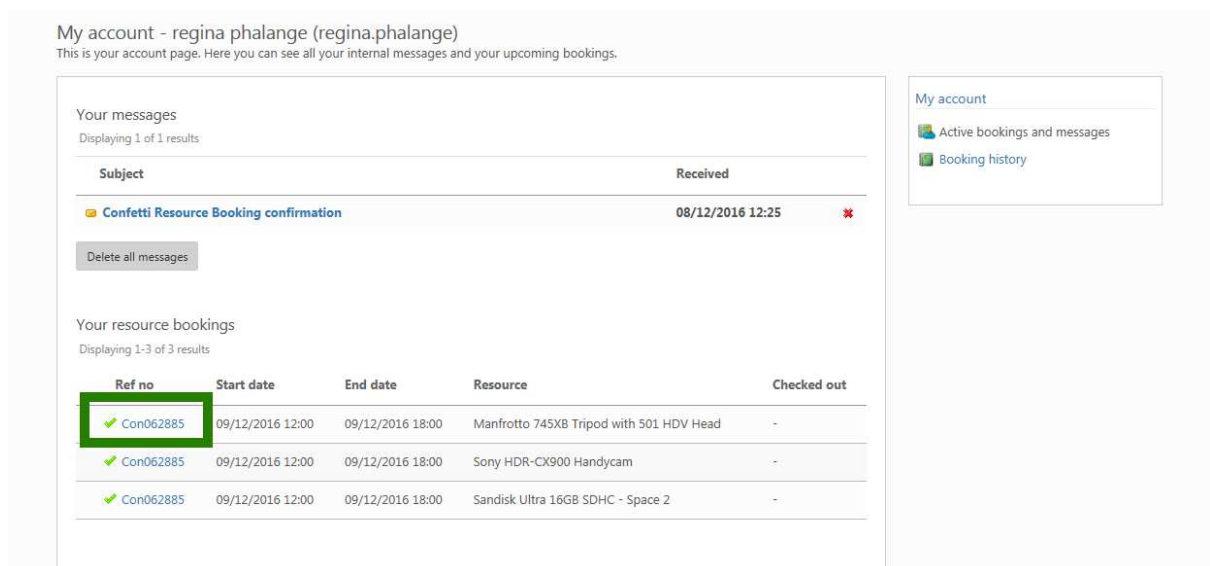 My account - regina phalange (regina.phalange)
This is your account page. Here you can see all your internal messages and your upcoming bookings.
Your messages
Displaying 1 of 1 results
Subject Received
Confetti Resource Booking confirmation 08/12/2016 12:25
Delete all messages
Your resource bookings
Displaying 1-3 of 3 results
Ref no Start date End date Resource Checked out
Con062885 09/12/2016 12:00 09/12/2016 18:00 Manfrotto 745XB Tripod with 501 HDV Head -
Con062885 09/12/2016 12:00 09/12/2016 18:00 Sony HDR-CX900 Handycam -
Con062885 09/12/2016 12:00 09/12/2016 18:00 Sandisk Ultra 16GB SDHC - Space 2 -
My account
Active bookings and messages
Booking history